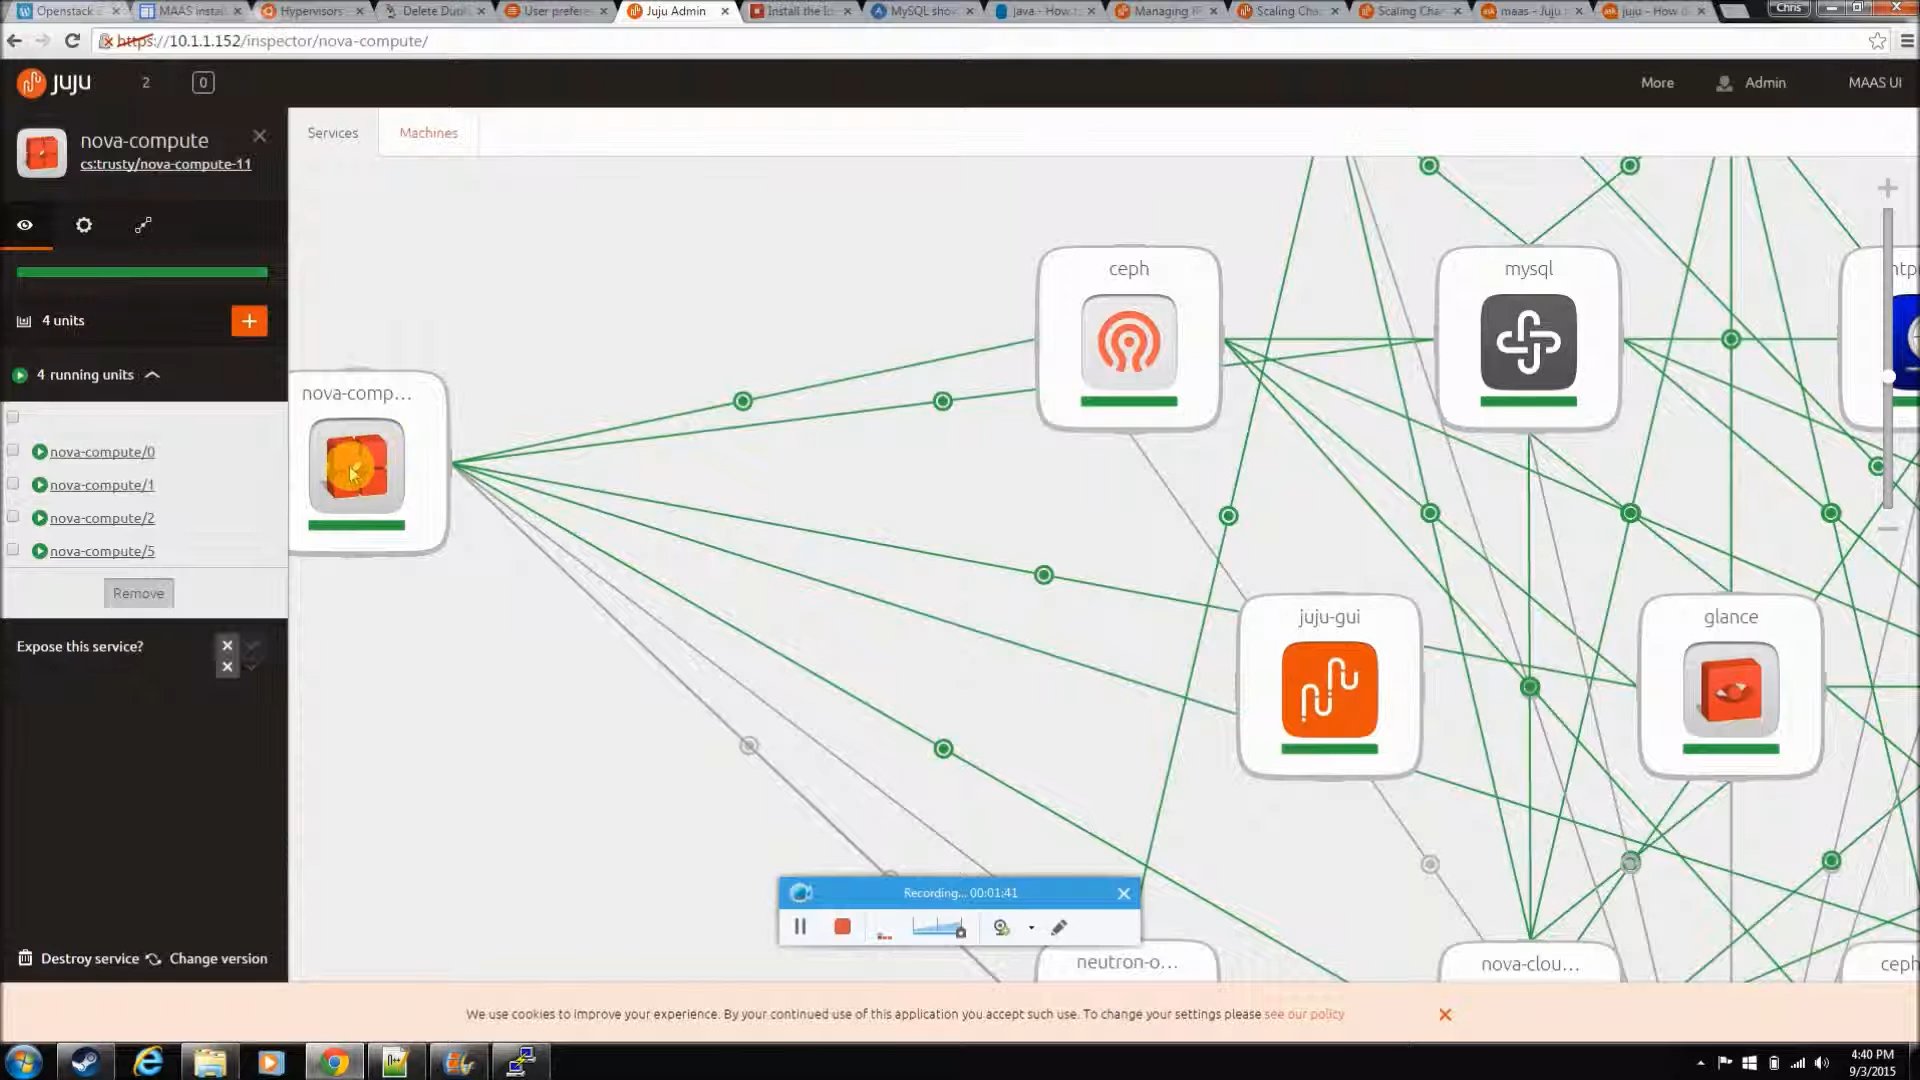 Openstack
MAAS instal
Hypervisors
Delete Dup
User prefere
Juju Admin
Install the Lo
MySQL sho
java - How t
Managing
Scaling Cha
Scaling Cha
maas - Juju
juju - How
Chris
https://10.1.1.152/inspector/nova-compute/
juju
2
0
More
Admin
MAAS UI
nova-compute
cs:trusty/nova-compute-11
Services
Machines
4 units
4 running units
nova-compute/0
nova-compute/1
nova-compute/2
nova-compute/5
Remove
Expose this service?
Destroy service
Change version
nova-comp...
ceph
mysql
ntp
juju-gui
glance
neutron-o...
nova-clou...
ceph
Recording... 00:01:41
We use cookies to improve your experience. By your continued use of this application you accept such use. To change your settings please see our policy
4:40 PM
9/3/2015